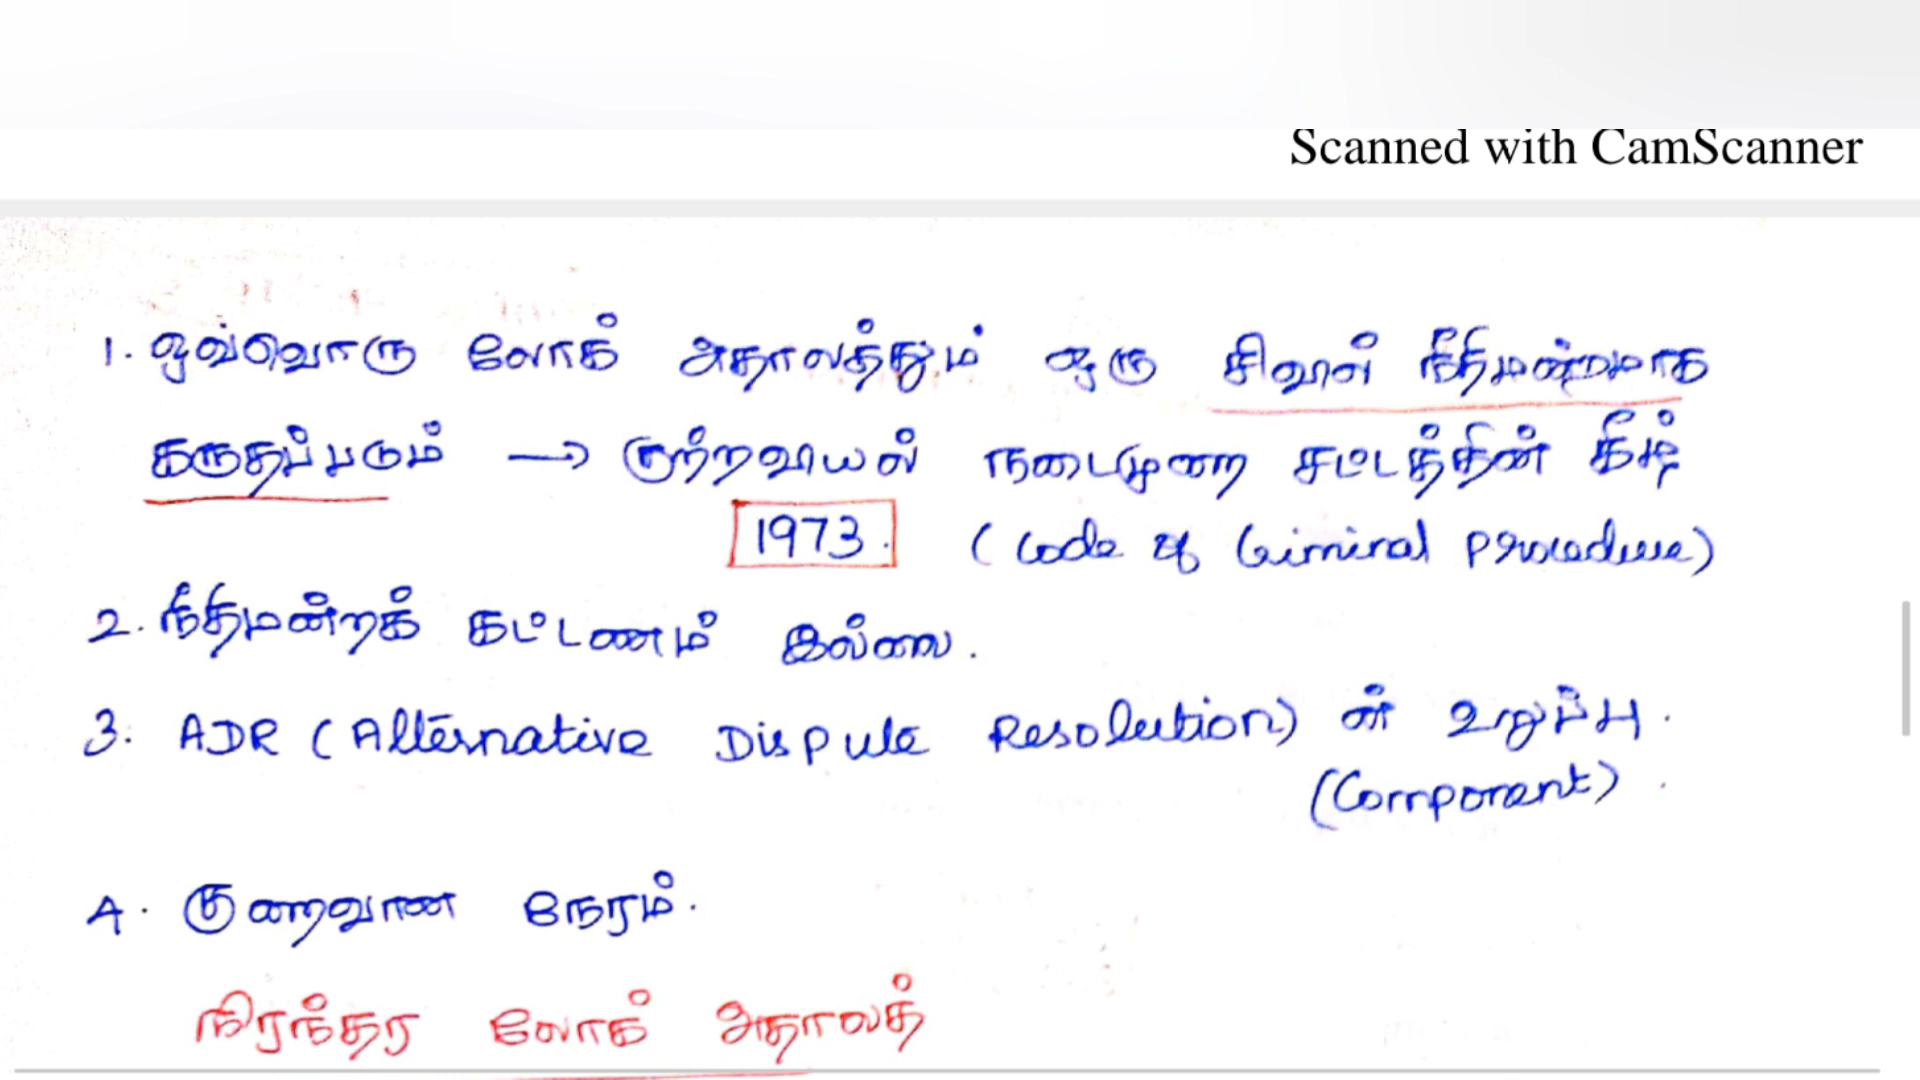 Scanned with CamScanner
1. ஒவ்வொரு லோக் அதாலத்தும் ஒரு சிவில் நீதிமன்றமாக
கருதப்படும் → குற்றவியல் நடைமுறை சட்டத்தின் கீழ்
1973. (Code of Criminal Procedure)
2. நீதிமன்றக் கட்டணம் இல்லை.
3. ADR (Alternative Dispute Resolution) ன் உறுப்பு.
(Component).
4. குறைவான நேரம்.
நிரந்தர லோக் அதாலத்